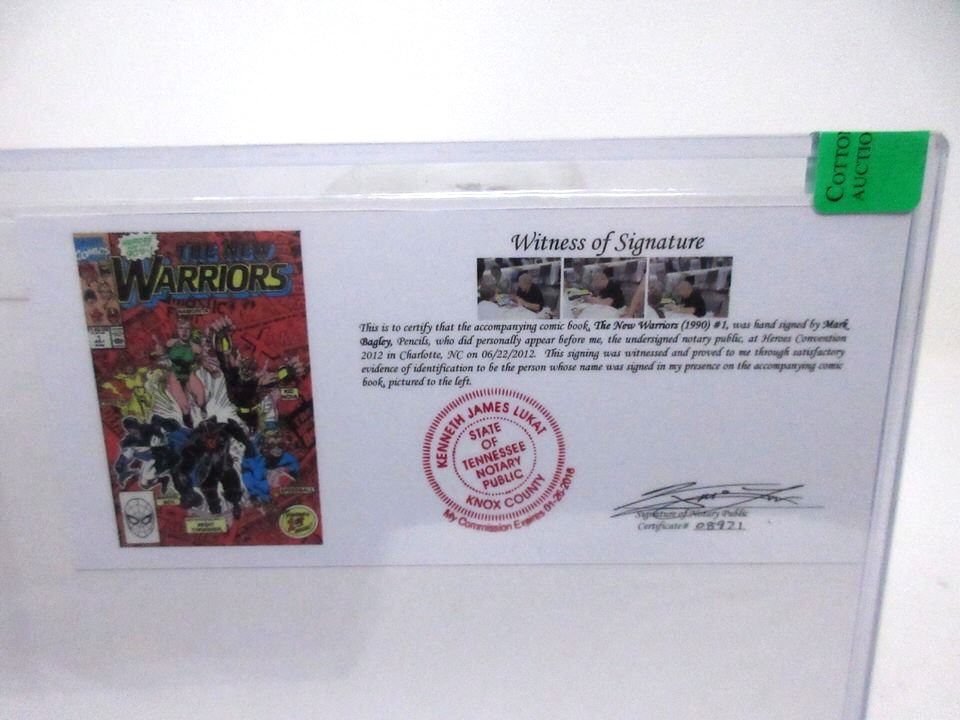 COTTO
AUCTIO
THE NEW
WARRIORS
Witness of Signature
This is to certify that the accompanying comic book, The New Warriors (1990) #1, was hand signed by Mark
Bagley, Pencils, who did personally appear before me, the undersigned notary public, at Heroes Convention
2012 in Charlotte, NC on 06/22/2012. This signing was witnessed and proved to me through satisfactory
evidence of identification to be the person whose name was signed in my presence on the accompanying comic
book, pictured to the left.
KENNETH JAMES LUKAT
STATE
OF
TENNESSEE
NOTARY
PUBLIC
KNOX COUNTY
My Commission Expires 01-26-2016
Signature of Notary Public
Certificate# 08921